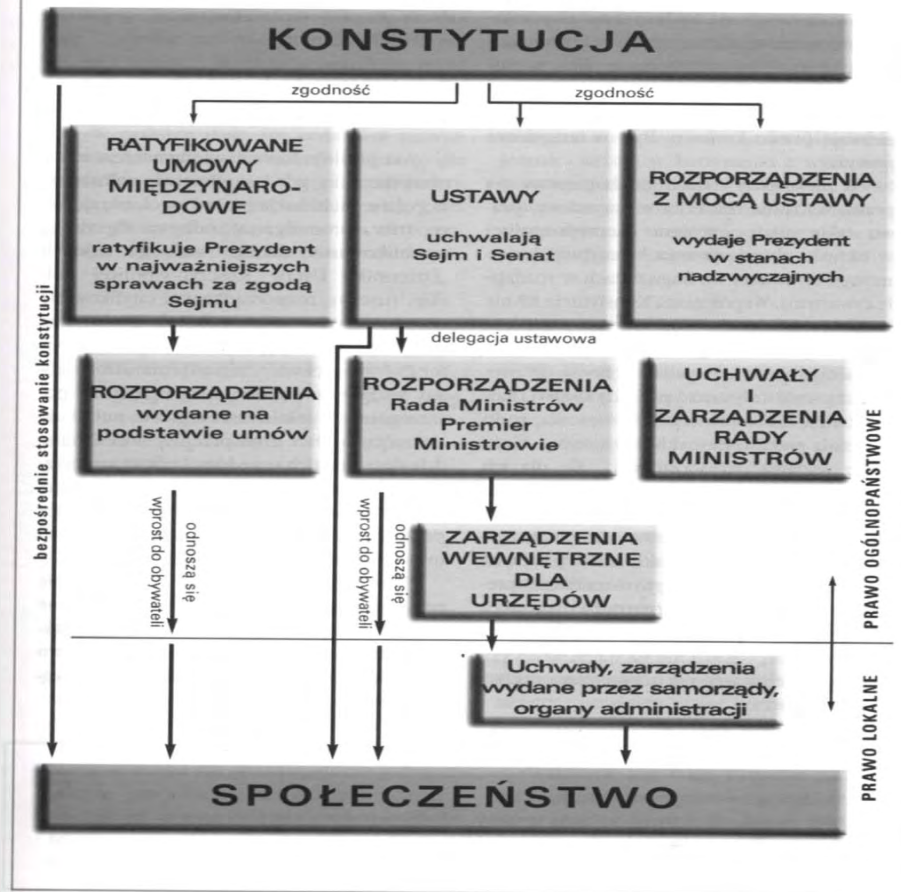 KONSTYTUCJA
zgodność
zgodność
RATYFIKOWANE
UMOWY
MIĘDZYNARO-
DOWE
ratyfikuje Prezydent
w najważniejszych
sprawach za zgodą
Sejmu
USTAWY
uchwalają
Sejm i Senat
ROZPORZĄDZENIA
Z MOCĄ USTAWY
wydaje Prezydent
w stanach
nadzwyczajnych
bezpośrednie stosowanie konstytucji
delegacja ustawowa
ROZPORZĄDZENIA
wydane na
podstawie umów
ROZPORZĄDZENIA
Rada Ministrów
Premier
Ministrowie
UCHWAŁY
I
ZARZĄDZENIA
RADY
MINISTRÓW
odnoszą się
wprost do obywateli
odnoszą się
wprost do obywateli
ZARZĄDZENIA
WEWNĘTRZNE
DLA
URZĘDÓW
PRAWO OGÓLNOPAŃSTWOWE
Uchwały, zarządzenia
wydane przez samorządy,
organy administracji
PRAWO LOKALNE
SPOŁECZEŃSTWO